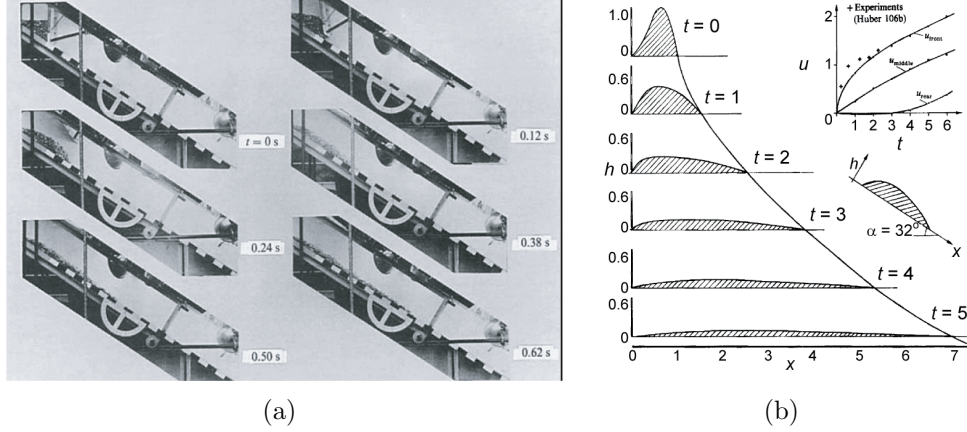 t = 0 s
0.12 s
0.24 s
0.38 s
0.50 s
0.62 s
(a)
1.0
0
t = 0
0.6
0
t = 1
0.6
h
0
t = 2
0.6
0
t = 3
0.6
0
t = 4
0.6
0
t = 5
0 1 2 3 4 5 6 7
x
+ Experiments
(Huber 106b)
2
u
1
0
u_front
u_middle
u_rear
0 1 2 3 4 5 6
t
h
α = 32°
x
(b)